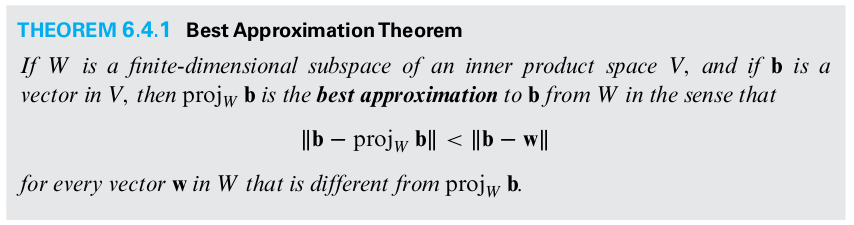 THEOREM 6.4.1 Best Approximation Theorem
If W is a finite-dimensional subspace of an inner product space V, and if b is a
vector in V, then proj_W b is the best approximation to b from W in the sense that
‖b − proj_W b‖ < ‖b − w‖
for every vector w in W that is different from proj_W b.